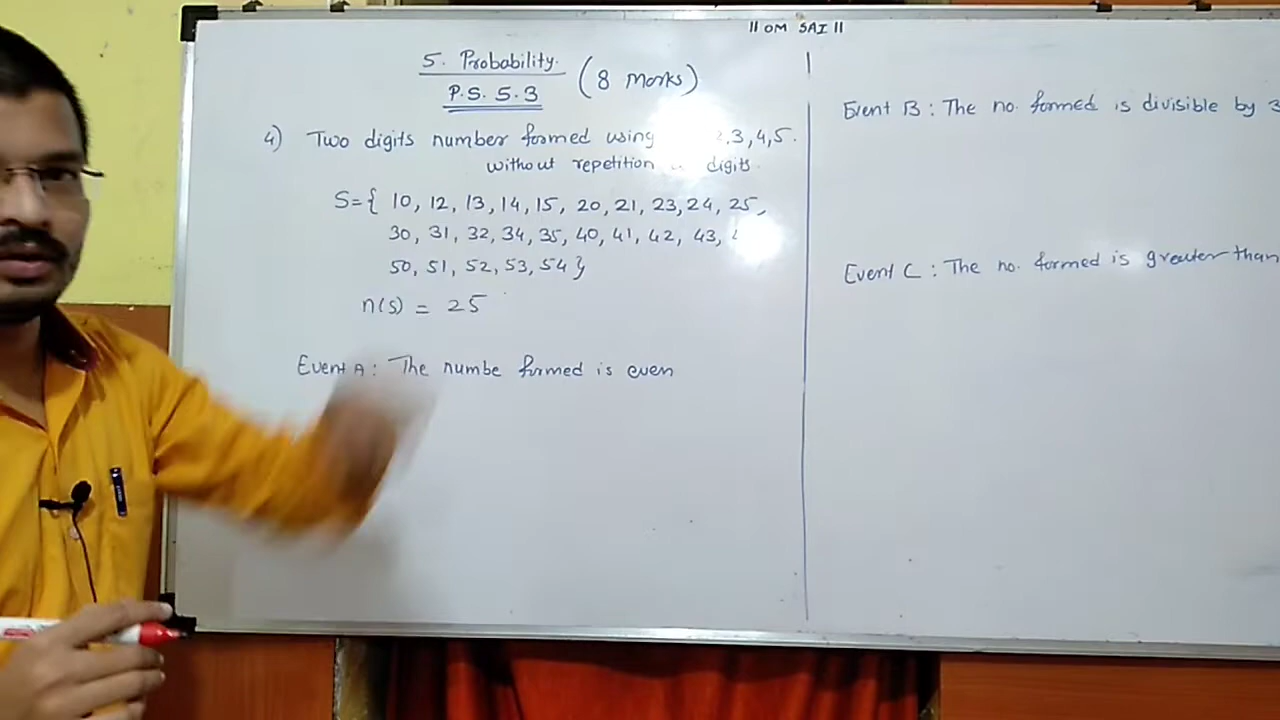 ॥ OM SAI ॥
5. Probability.
P.S. 5.3
(8 Marks)
4) Two digits number formed using 2,3,4,5.
without repetition digits.
S={ 10, 12, 13, 14, 15, 20, 21, 23, 24, 25,
30, 31, 32, 34, 35, 40, 41, 42, 43,
50, 51, 52, 53, 54 }
n(S) = 25
Event A : The numbe formed is even
Event B : The no. formed is divisible by 3
Event C : The no. formed is greater than